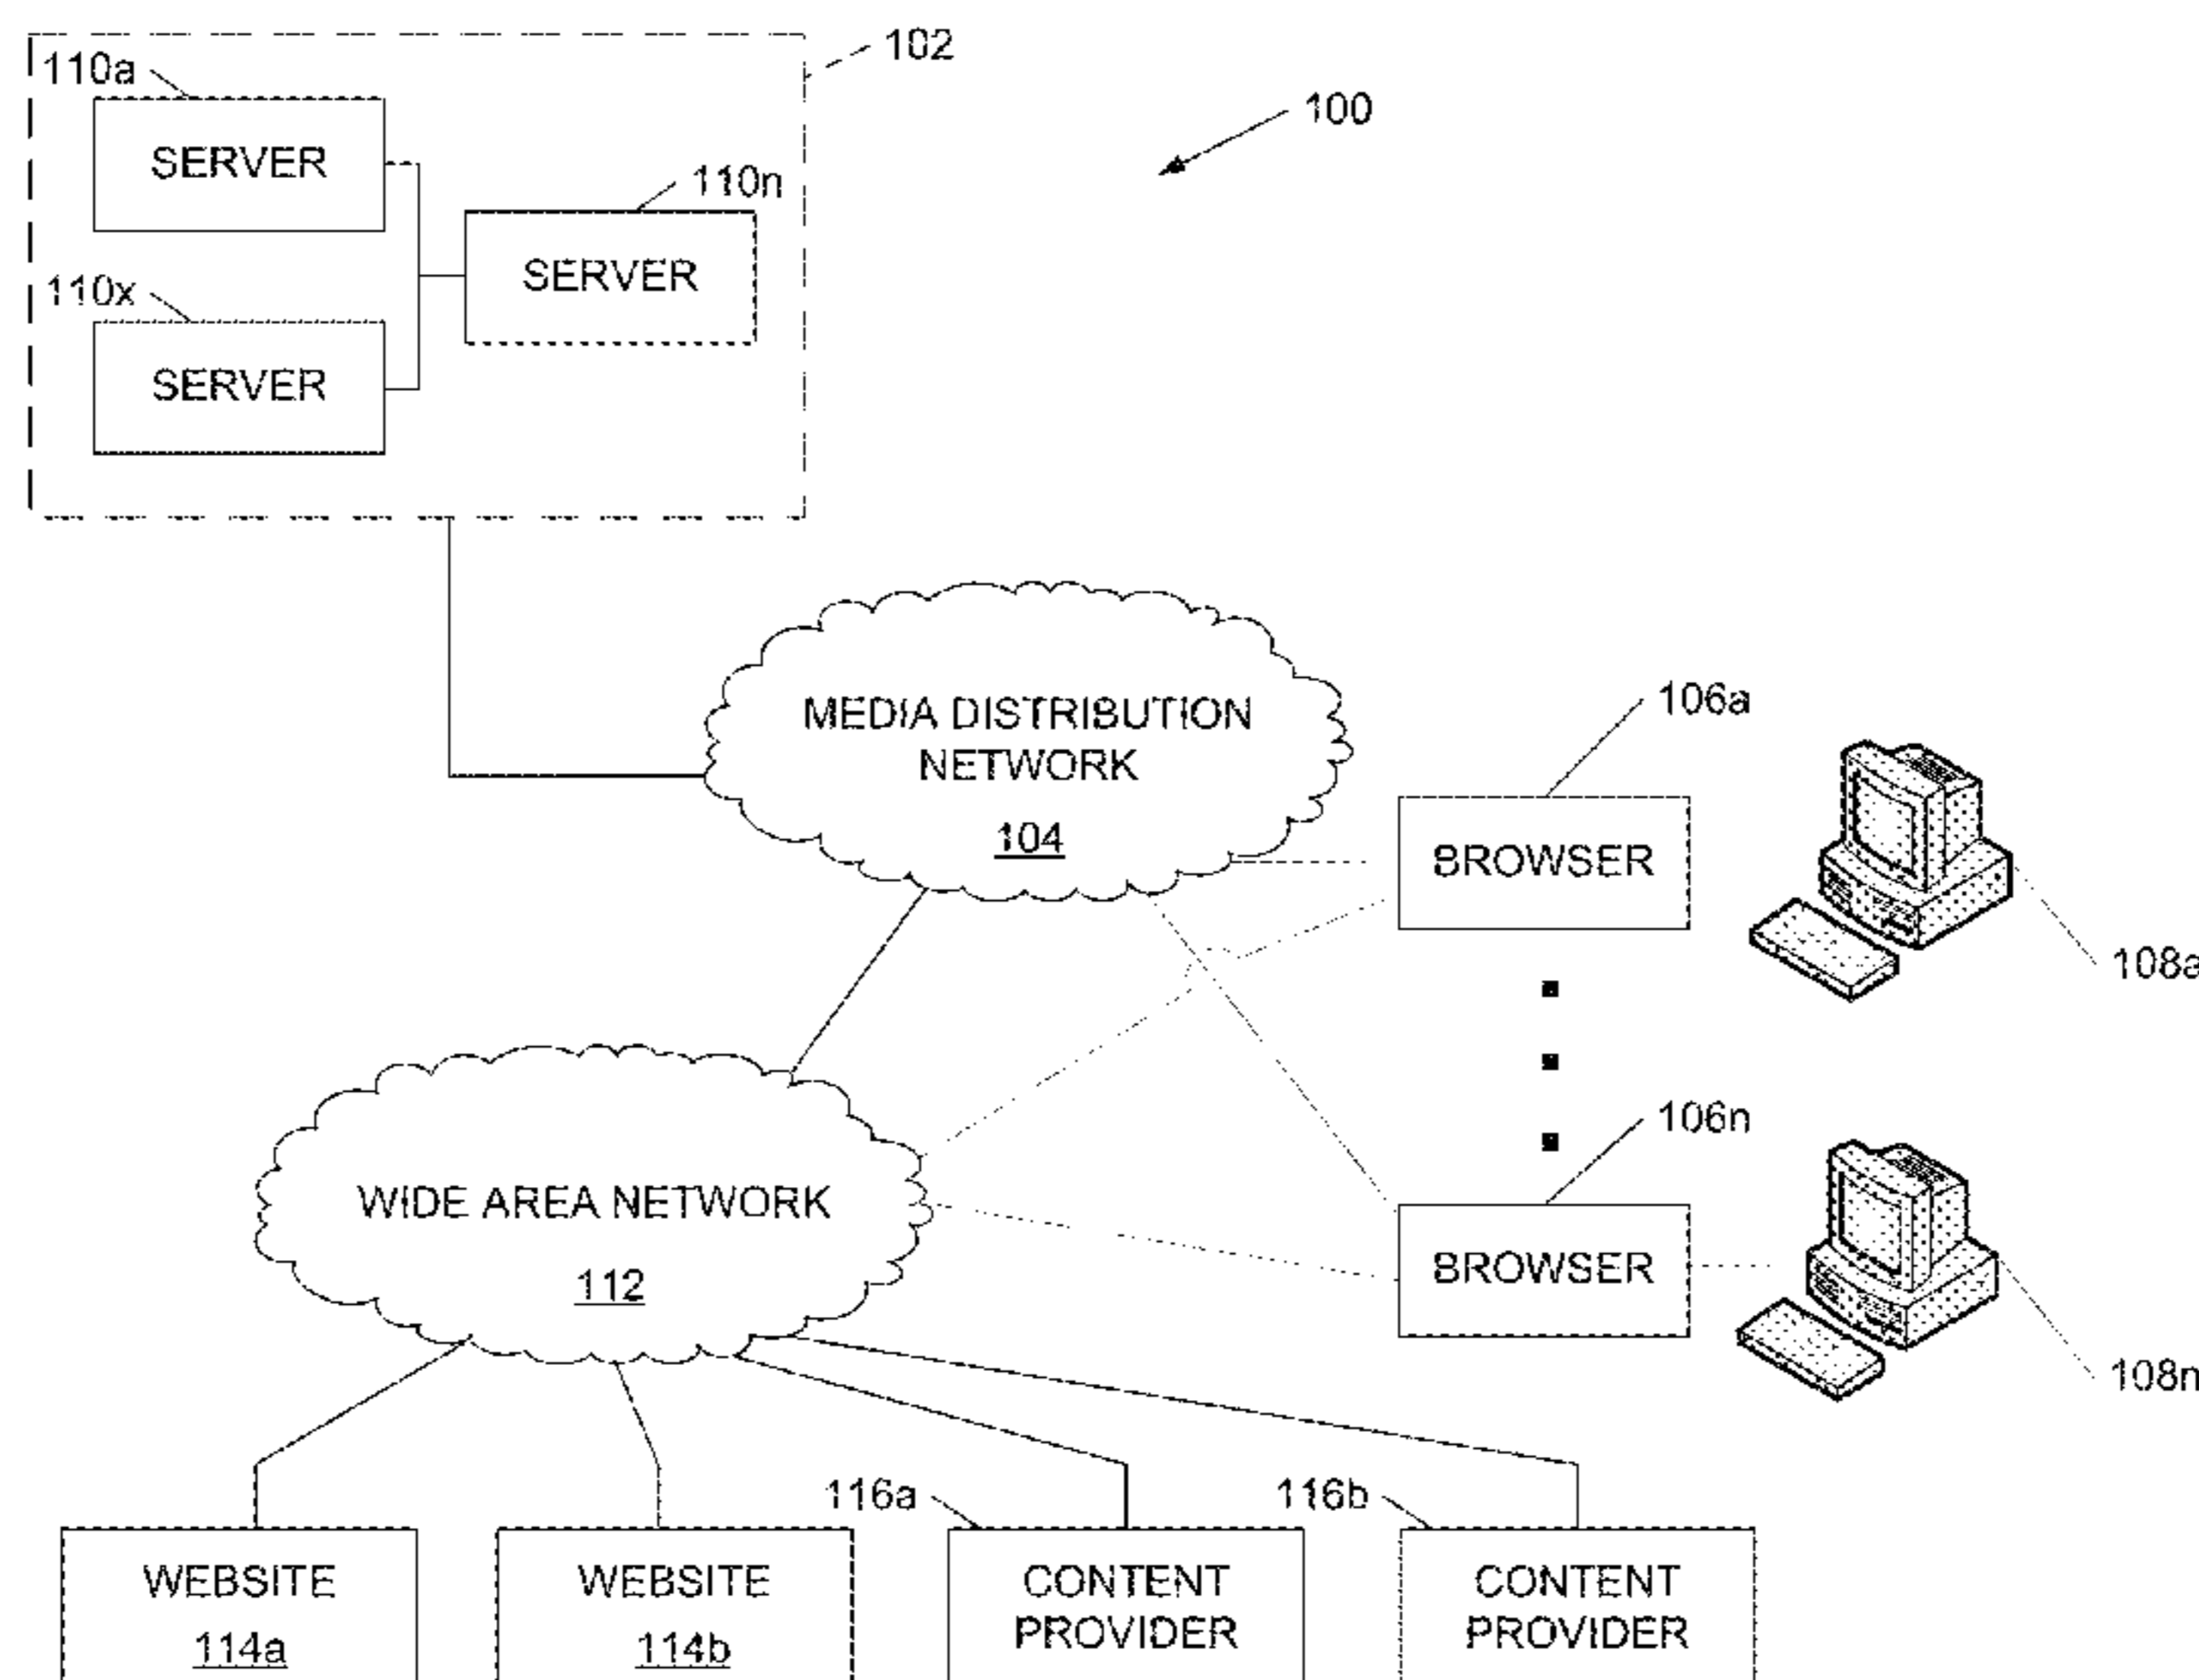 102
110a
100
SERVER
110n
SERVER
110x
SERVER
MEDIA DISTRIBUTION
NETWORK
104
106a
BROWSER
108a
106n
WIDE AREA NETWORK
112
BROWSER
108n
116a
116b
WEBSITE
114a
WEBSITE
114b
CONTENT
PROVIDER
CONTENT
PROVIDER